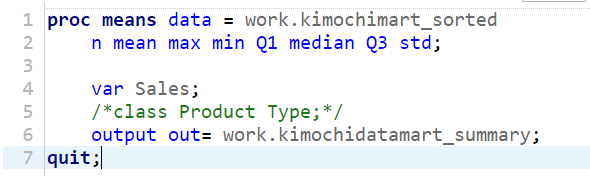 1 proc means data = work.kimochimart_sorted
2 n mean max min Q1 median Q3 std;
3
4 var Sales;
5 /*class Product Type;*/
6 output out= work.kimochidatamart_summary;
7 quit;